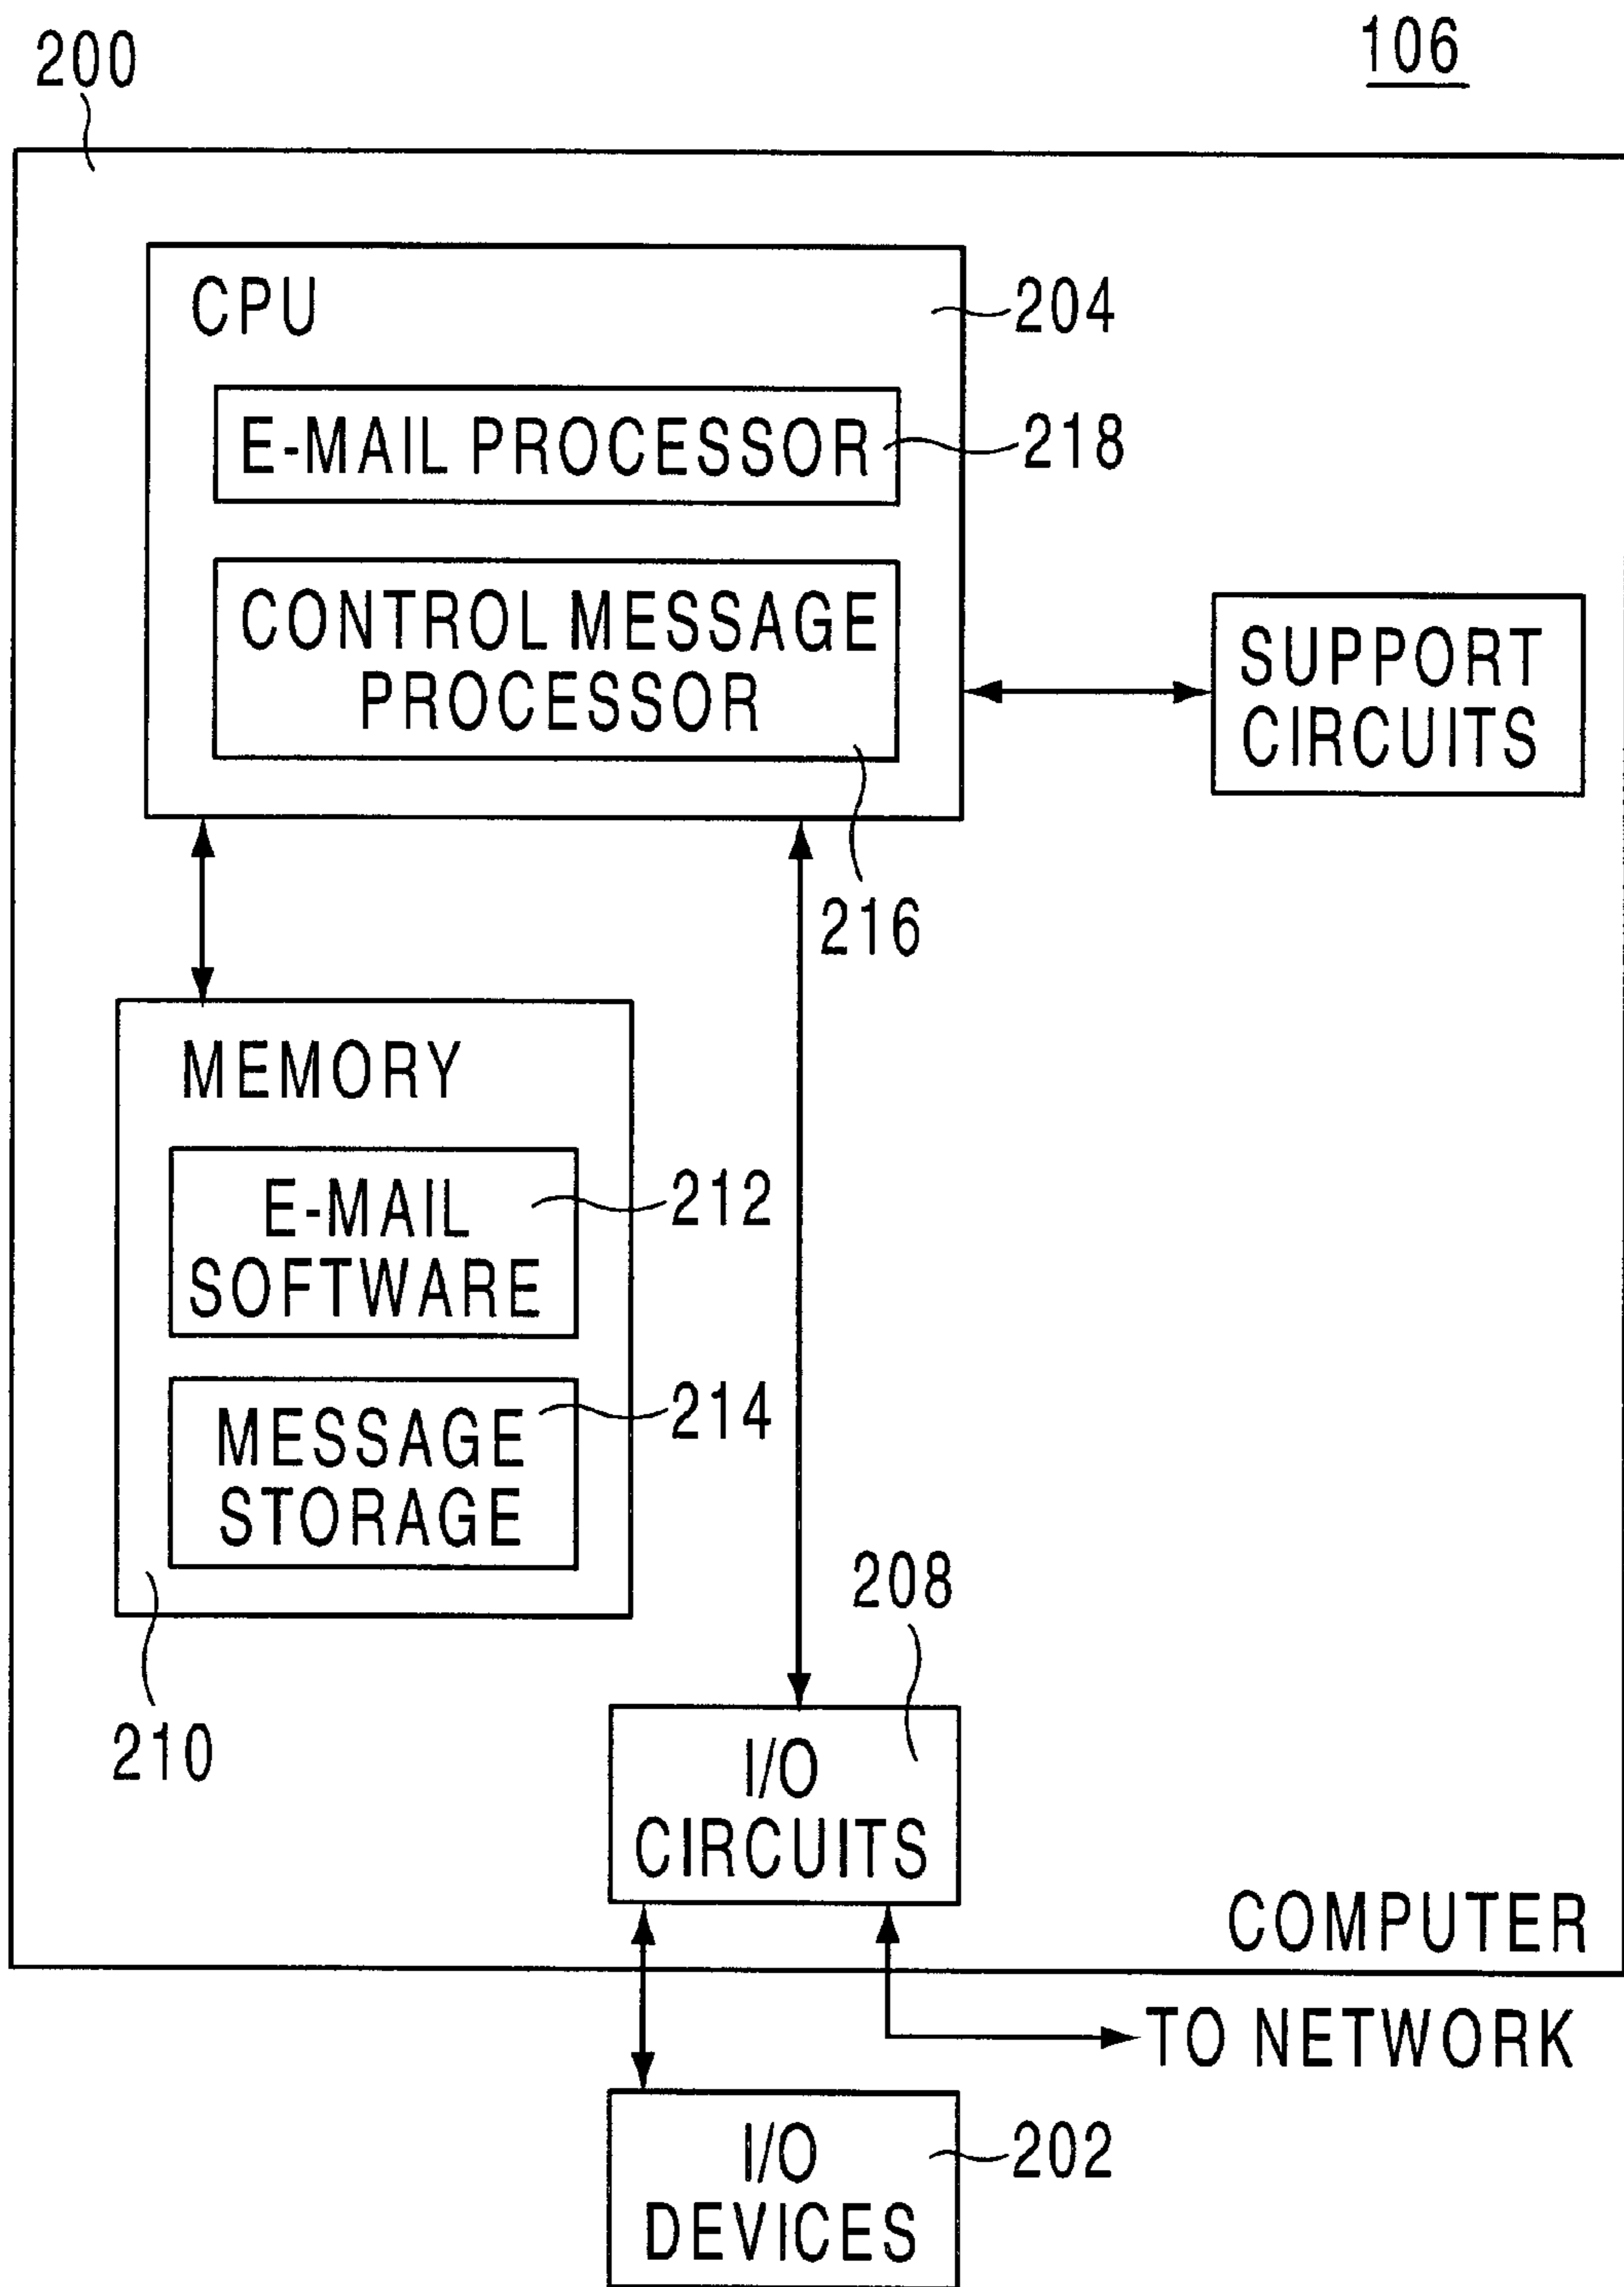 200
106
CPU
204
E-MAIL PROCESSOR
218
CONTROL MESSAGE
PROCESSOR
SUPPORT
CIRCUITS
216
MEMORY
E-MAIL
SOFTWARE
212
MESSAGE
STORAGE
214
208
210
I/O
CIRCUITS
COMPUTER
TO NETWORK
I/O
DEVICES
202